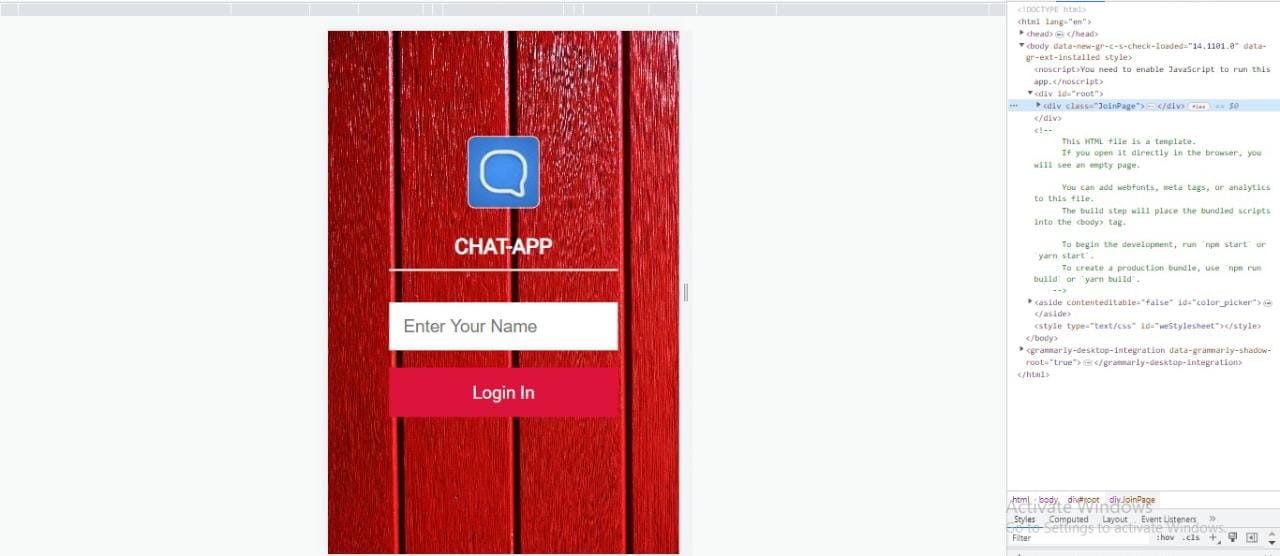 CHAT-APP
Enter Your Name
Login In
<!DOCTYPE html>
<html lang="en">
<head> </head>
<body data-new-gr-c-s-check-loaded="14.1101.0" data-
gr-ext-installed style>
<noscript>You need to enable JavaScript to run this
app.</noscript>
<div id="root">
<div class="JoinPage"> </div> flex == $0
</div>
<!--
This HTML file is a template.
If you open it directly in the browser, you
will see an empty page.
You can add webfonts, meta tags, or analytics
to this file.
The build step will place the bundled scripts
into the <body> tag.
To begin the development, run `npm start` or
`yarn start`.
To create a production bundle, use `npm run
build` or `yarn build`.
-->
<aside contenteditable="false" id="color_picker">
</aside>
<style type="text/css" id="weStylesheet"></style>
</body>
<grammarly-desktop-integration data-grammarly-shadow-
root="true"> </grammarly-desktop-integration>
</html>
html body div#root div.JoinPage
Activate Windows
Styles Computed Layout Event Listeners »
Go to Settings to activate Windows.
Filter :hov .cls +